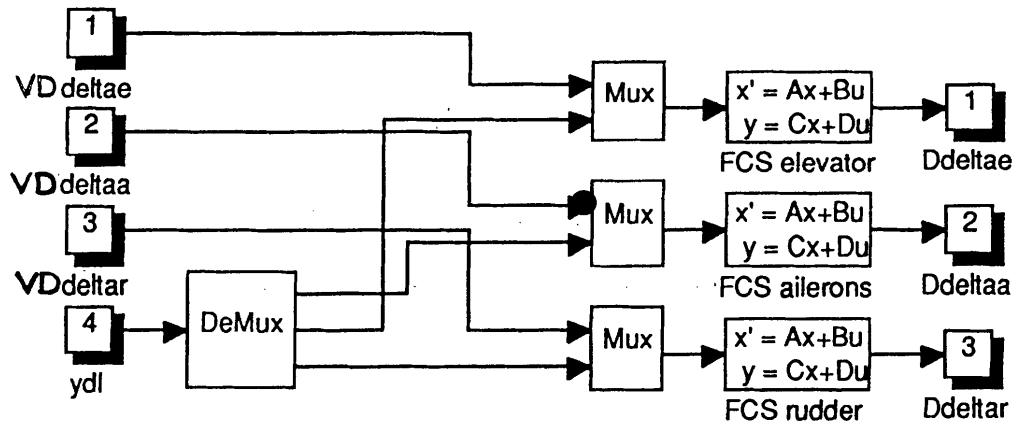 1
VDdeltae
2
VDdeltaa
3
VDdeltar
4
ydl
DeMux
Mux
x' = Ax+Bu
y = Cx+Du
FCS elevator
1
Ddeltae
Mux
x' = Ax+Bu
y = Cx+Du
FCS ailerons
2
Ddeltaa
Mux
x' = Ax+Bu
y = Cx+Du
FCS rudder
3
Ddeltar